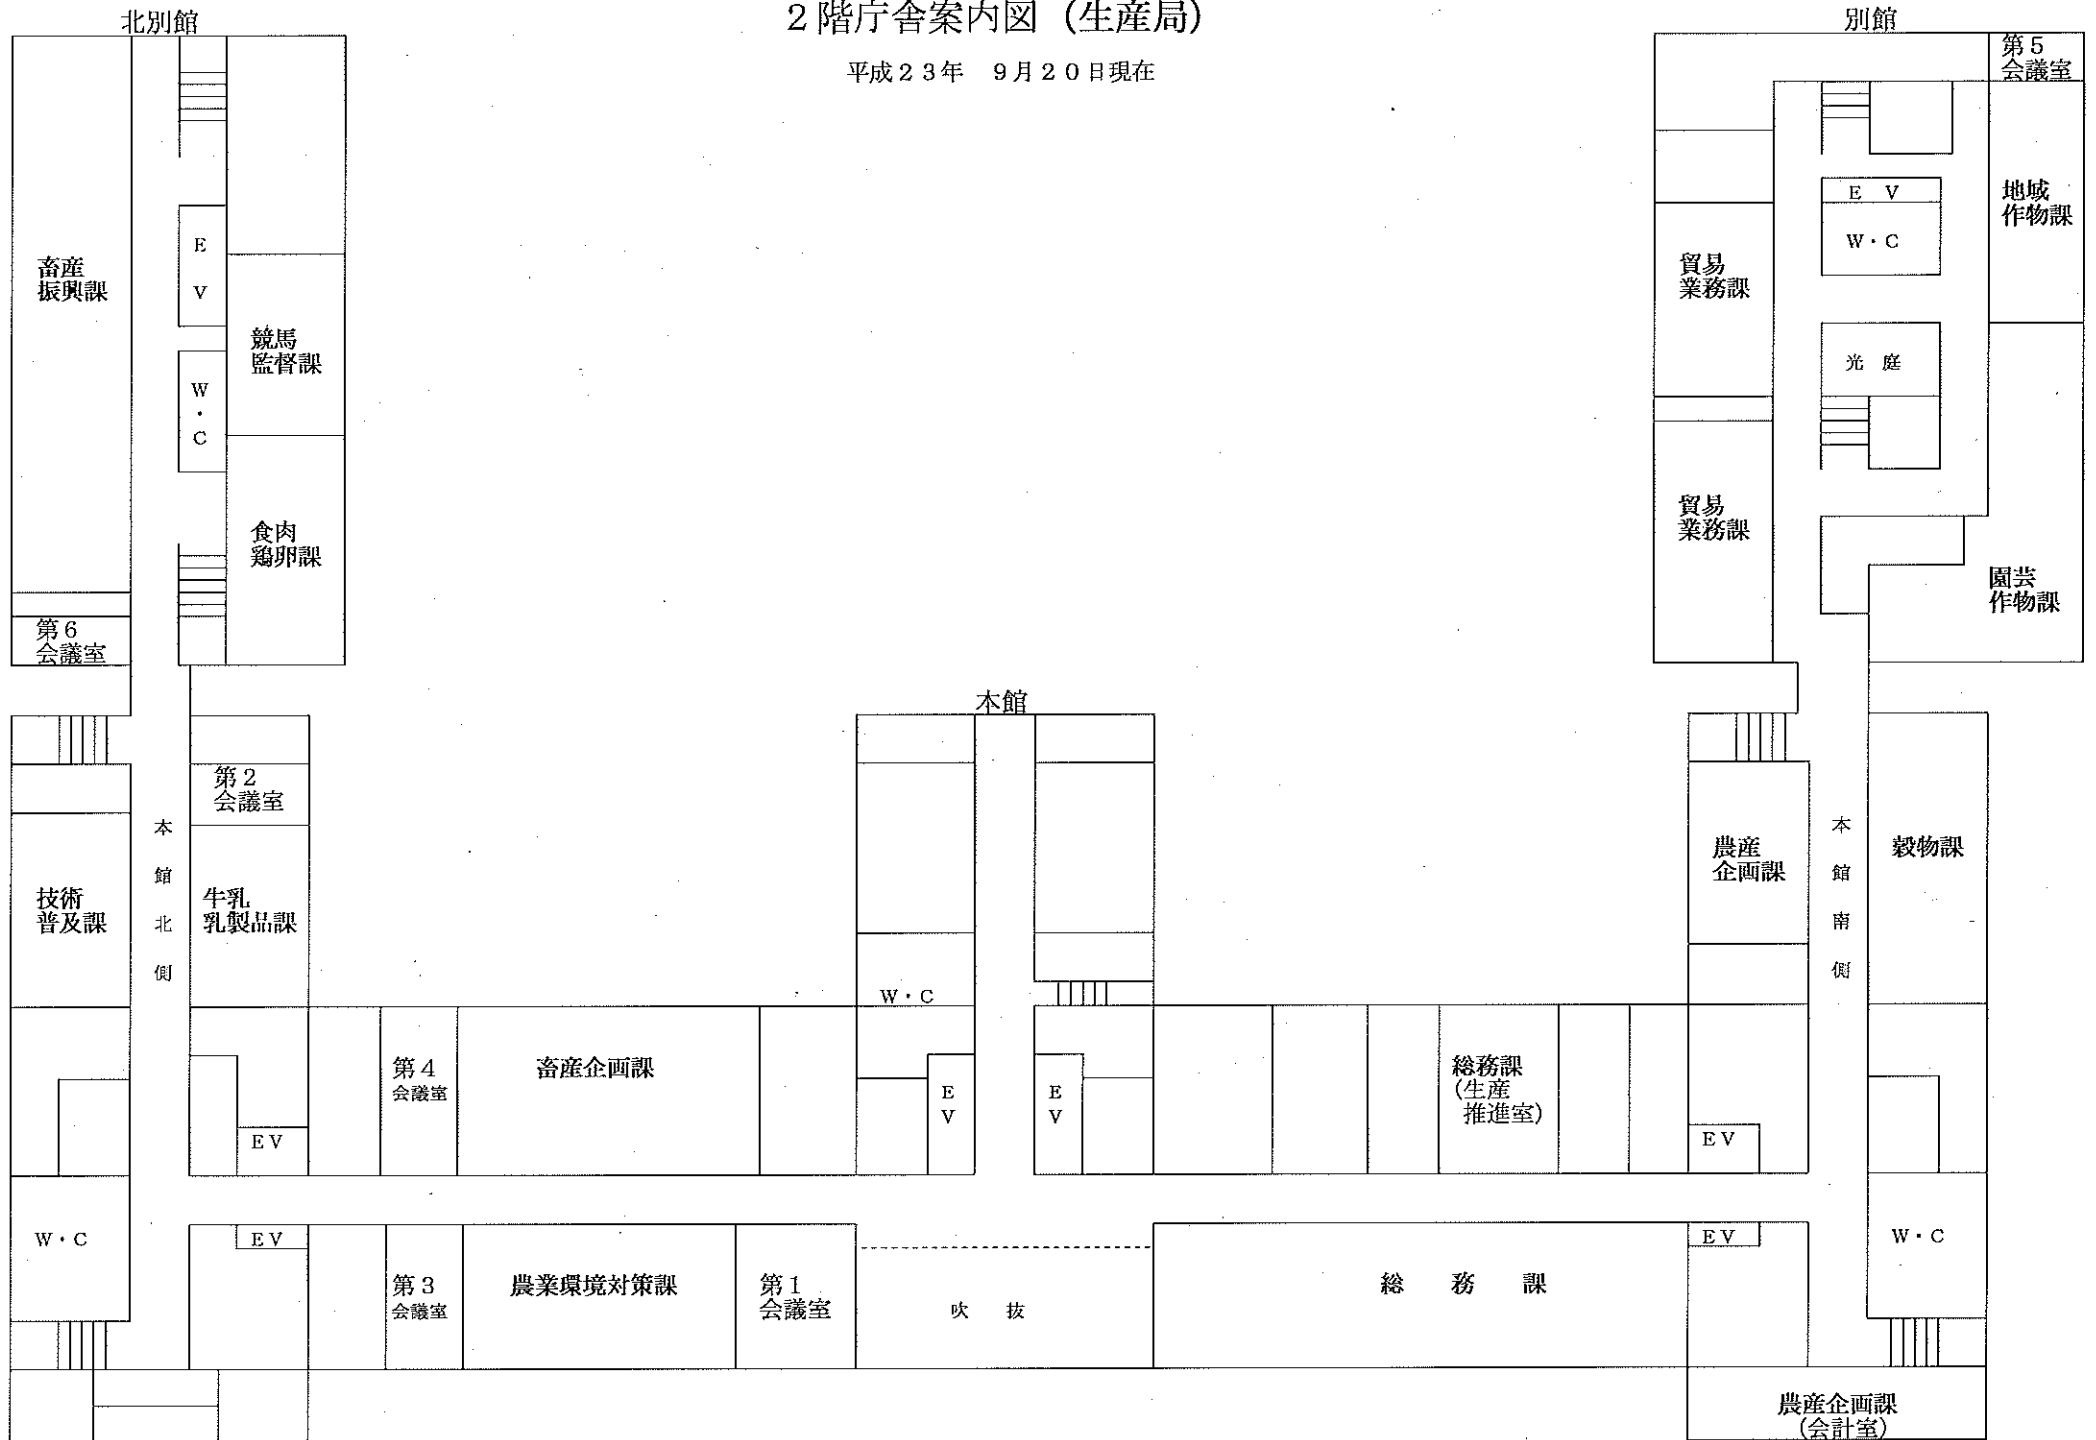 2階庁舎案内図 (生産局)
平成23年 9月20日現在
北別館
畜産
振興課
E
V
W
・
C
競馬
監督課
食肉
鶏卵課
第6
会議室
別館
第5
会議室
地域
作物課
E V
W・C
貿易
業務課
光 庭
貿易
業務課
園芸
作物課
本館
第2
会議室
技術
普及課
本
館
北
側
牛乳
乳製品課
W・C
農産
企画課
本
館
南
側
穀物課
第4
会議室
畜産企画課
E
V
E
V
総務課
(生産
推進室)
EV
EV
W・C
EV
第3
会議室
農業環境対策課
第1
会議室
吹 抜
総 務 課
EV
W・C
農産企画課
(会計室)